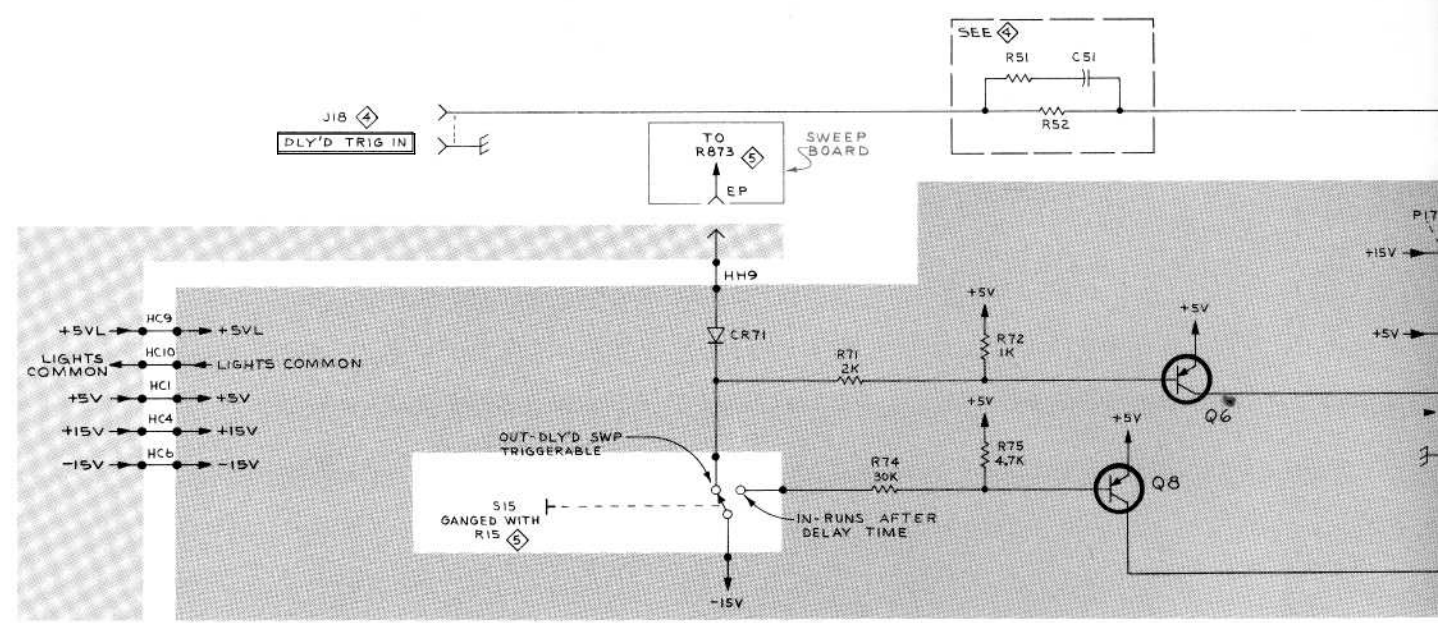 SEE 4
R51 C51
R52
J18 4
DLY'D TRIG IN
TO
R873 5
EP
SWEEP
BOARD
P17
+15V
+5V
HH9
CR71
+5VL HC9 +5VL
LIGHTS
COMMON HC10 LIGHTS COMMON
+5V HC1 +5V
+15V HC4 +15V
-15V HC6 -15V
R71
2K
+5V
R72
1K
+5V
Q6
OUT-DLY'D SWP
TRIGGERABLE
+5V
R75
4.7K
R74
30K
+5V
Q8
S15
GANGED WITH
R15 5
IN-RUNS AFTER
DELAY TIME
-15V